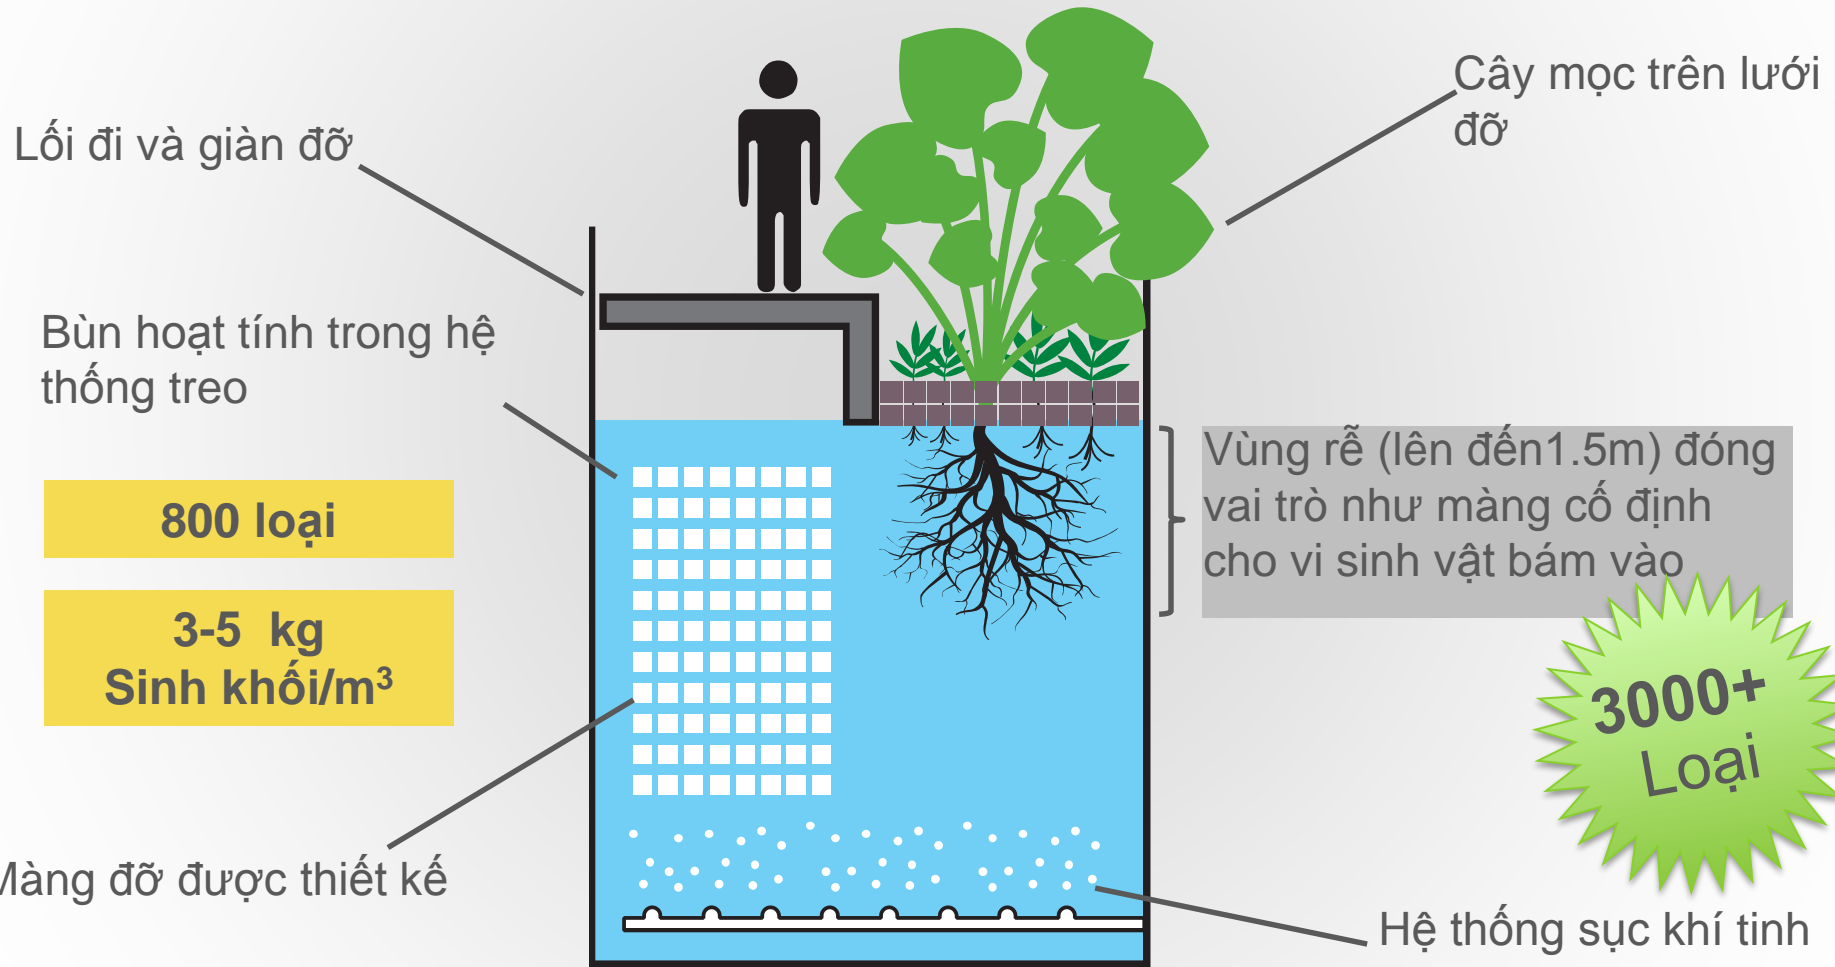 Cây mọc trên lưới
đỡ
Lối đi và giàn đỡ
Bùn hoạt tính trong hệ
thống treo
800 loại
3-5 kg
Sinh khối/m³
Vùng rễ (lên đến1.5m) đóng
vai trò như màng cố định
cho vi sinh vật bám vào
3000+
Loại
Màng đỡ được thiết kế
Hệ thống sục khí tinh